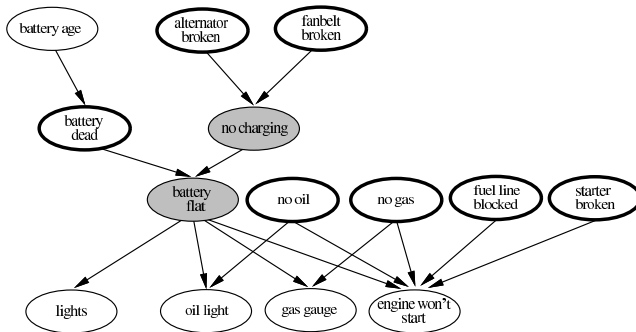 battery age
alternator
broken
fanbelt
broken
battery
dead
no charging
battery
flat
no oil
no gas
fuel line
blocked
starter
broken
lights
oil light
gas gauge
engine won't
start